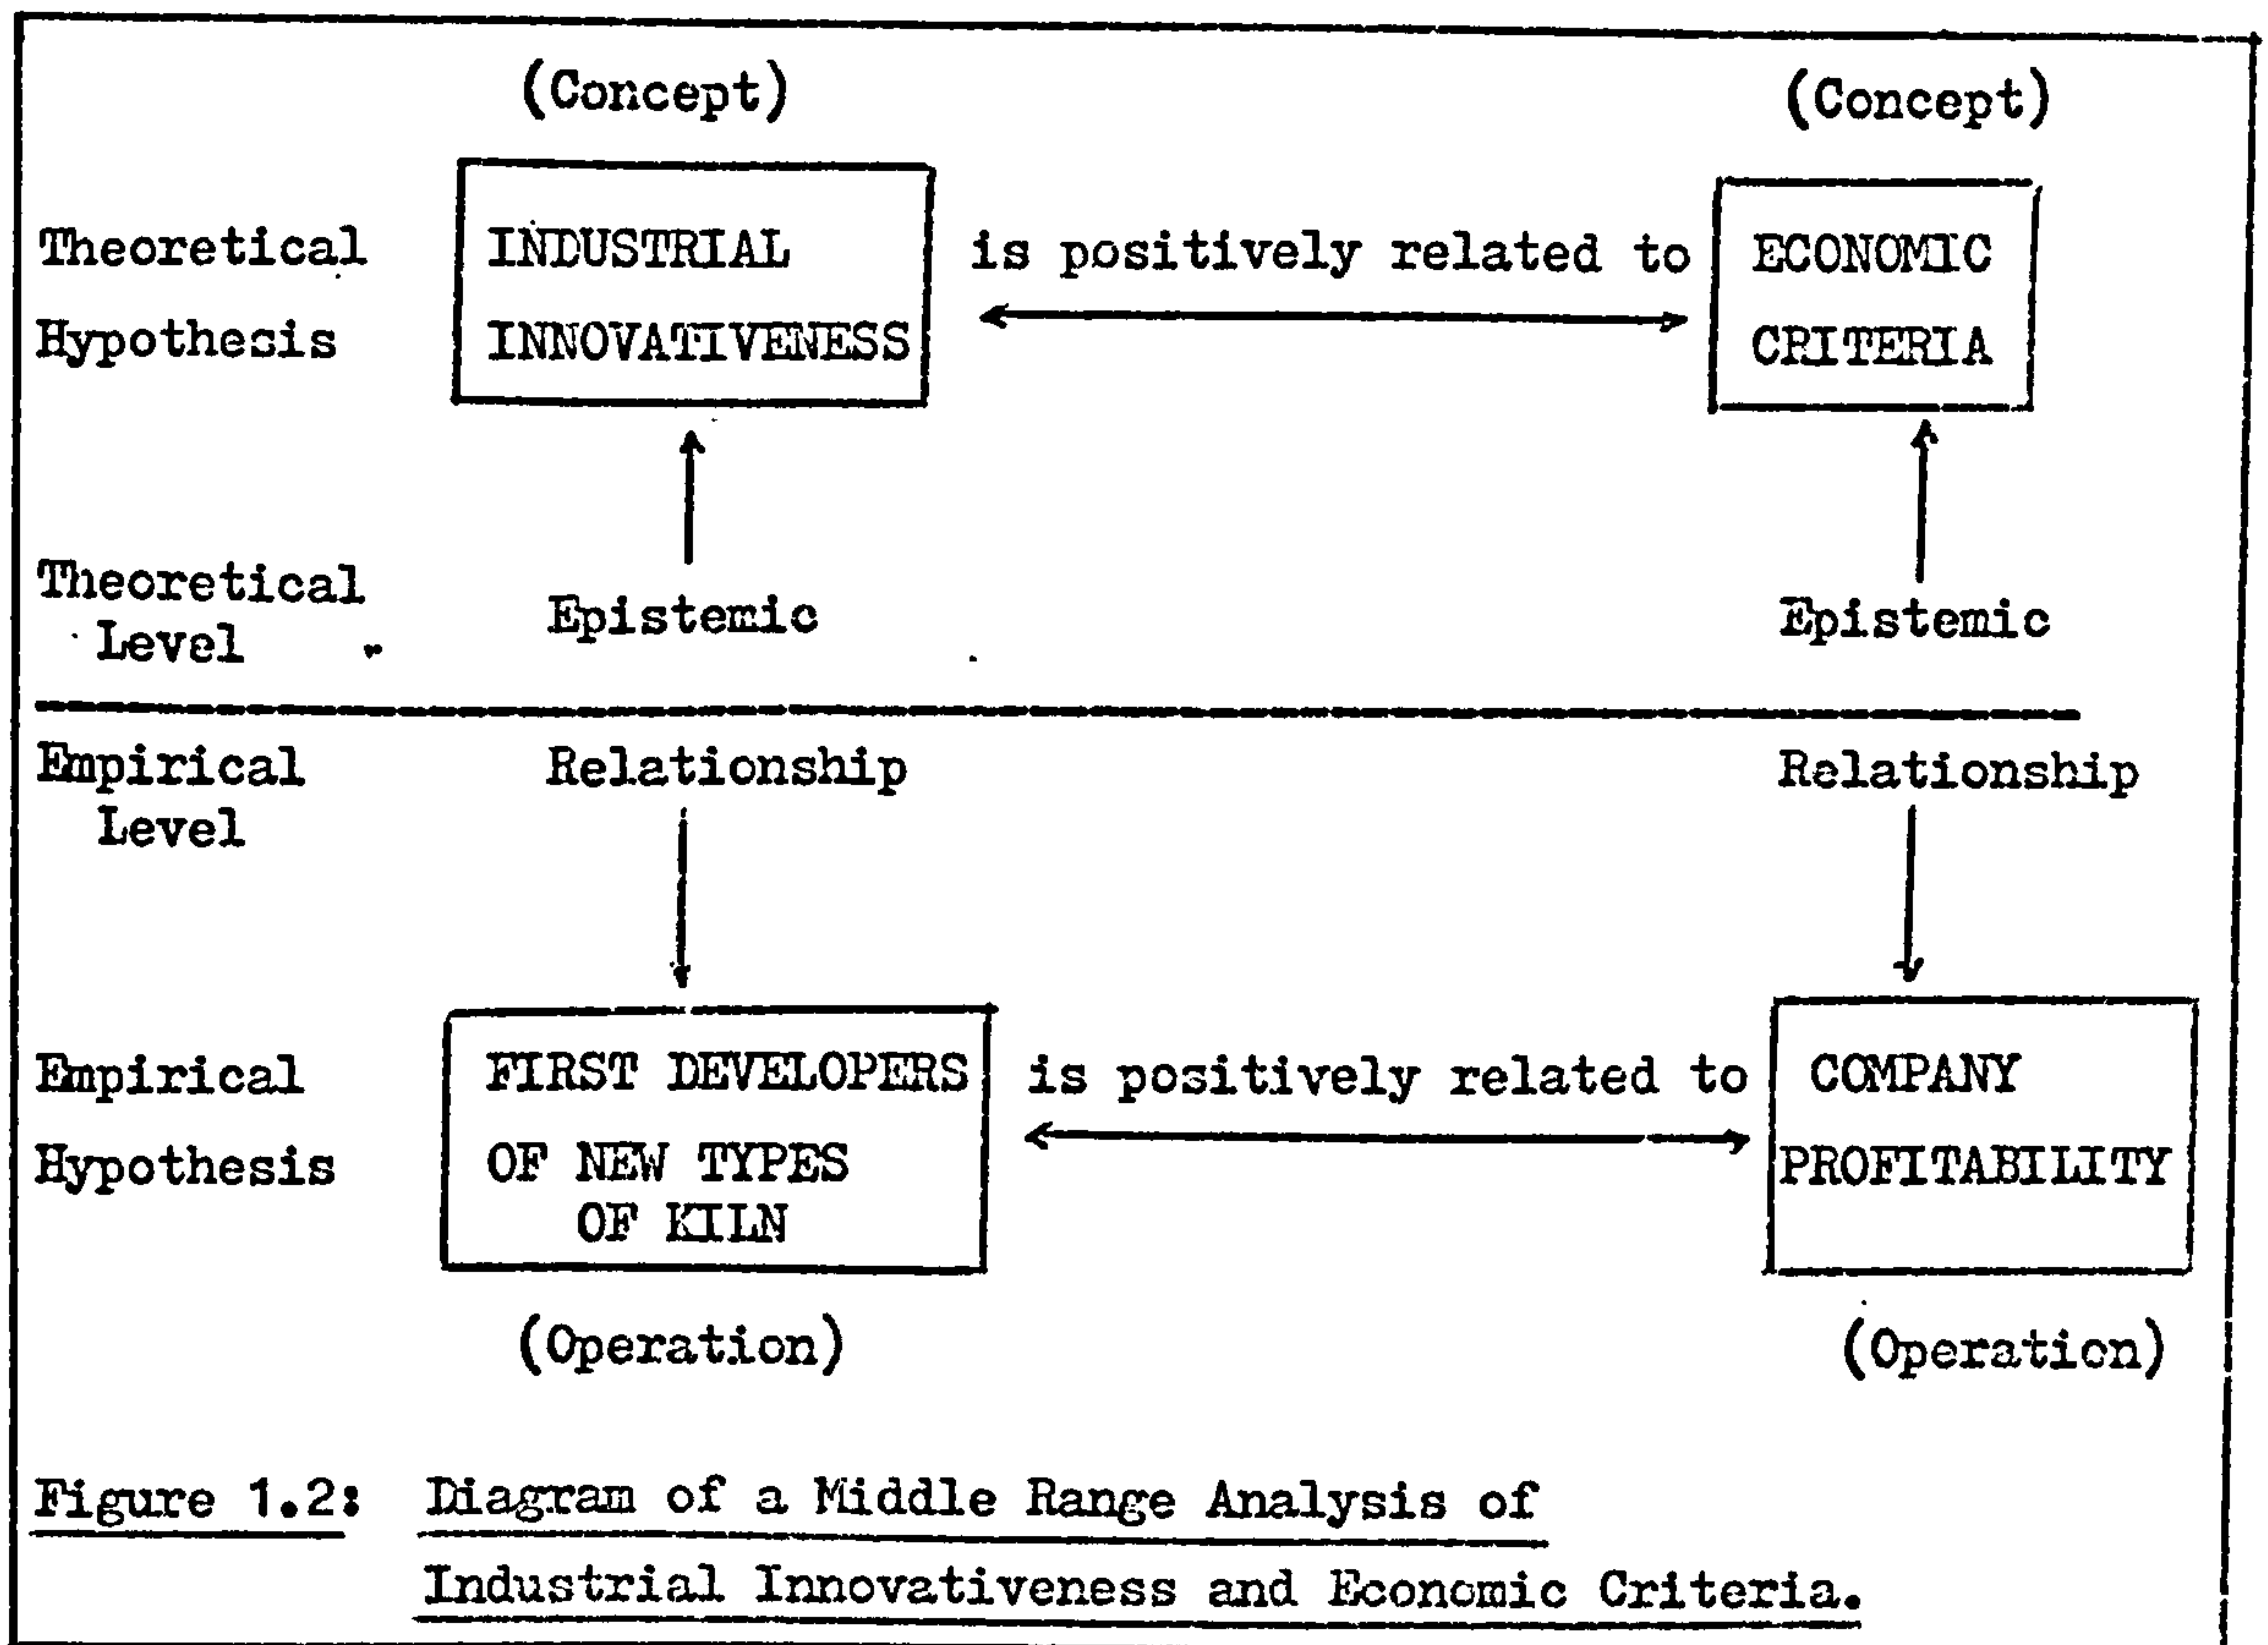 (Concept) (Concept)
Theoretical INDUSTRIAL is positively related to ECONOMIC
Hypothesis INNOVATIVENESS CRITERIA
Theoretical
Level
Epistemic Epistemic
Empirical Relationship Relationship
Level
Empirical FIRST DEVELOPERS is positively related to COMPANY
Hypothesis OF NEW TYPES PROFITABILITY
OF KILN
(Operation) (Operation)
Figure 1.2: Diagram of a Middle Range Analysis of
Industrial Innovativeness and Economic Criteria.